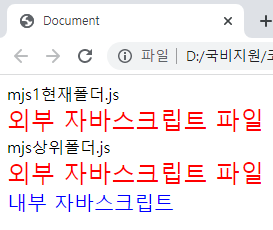 Document
파일 D:/국비지원/
mjs1현재폴더.js
외부 자바스크립트 파일
mjs상위폴더.js
외부 자바스크립트 파일
내부 자바스크립트